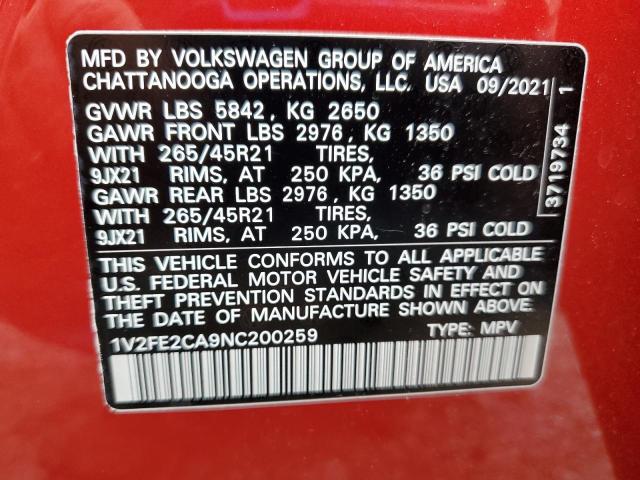 MFD BY VOLKSWAGEN GROUP OF AMERICA
CHATTANOOGA OPERATIONS, LLC. USA 09/2021
GVWR LBS 5842, KG 2650
GAWR FRONT LBS 2976, KG 1350
WITH 265/45R21 TIRES,
9JX21 RIMS, AT 250 KPA, 36 PSI COLD
GAWR REAR LBS 2976, KG 1350
WITH 265/45R21 TIRES,
9JX21 RIMS, AT 250 KPA, 36 PSI COLD
THIS VEHICLE CONFORMS TO ALL APPLICABLE
U.S. FEDERAL MOTOR VEHICLE SAFETY AND
THEFT PREVENTION STANDARDS IN EFFECT ON
THE DATE OF MANUFACTURE SHOWN ABOVE.
1V2FE2CA9NC200259 TYPE: MPV
3719734 1